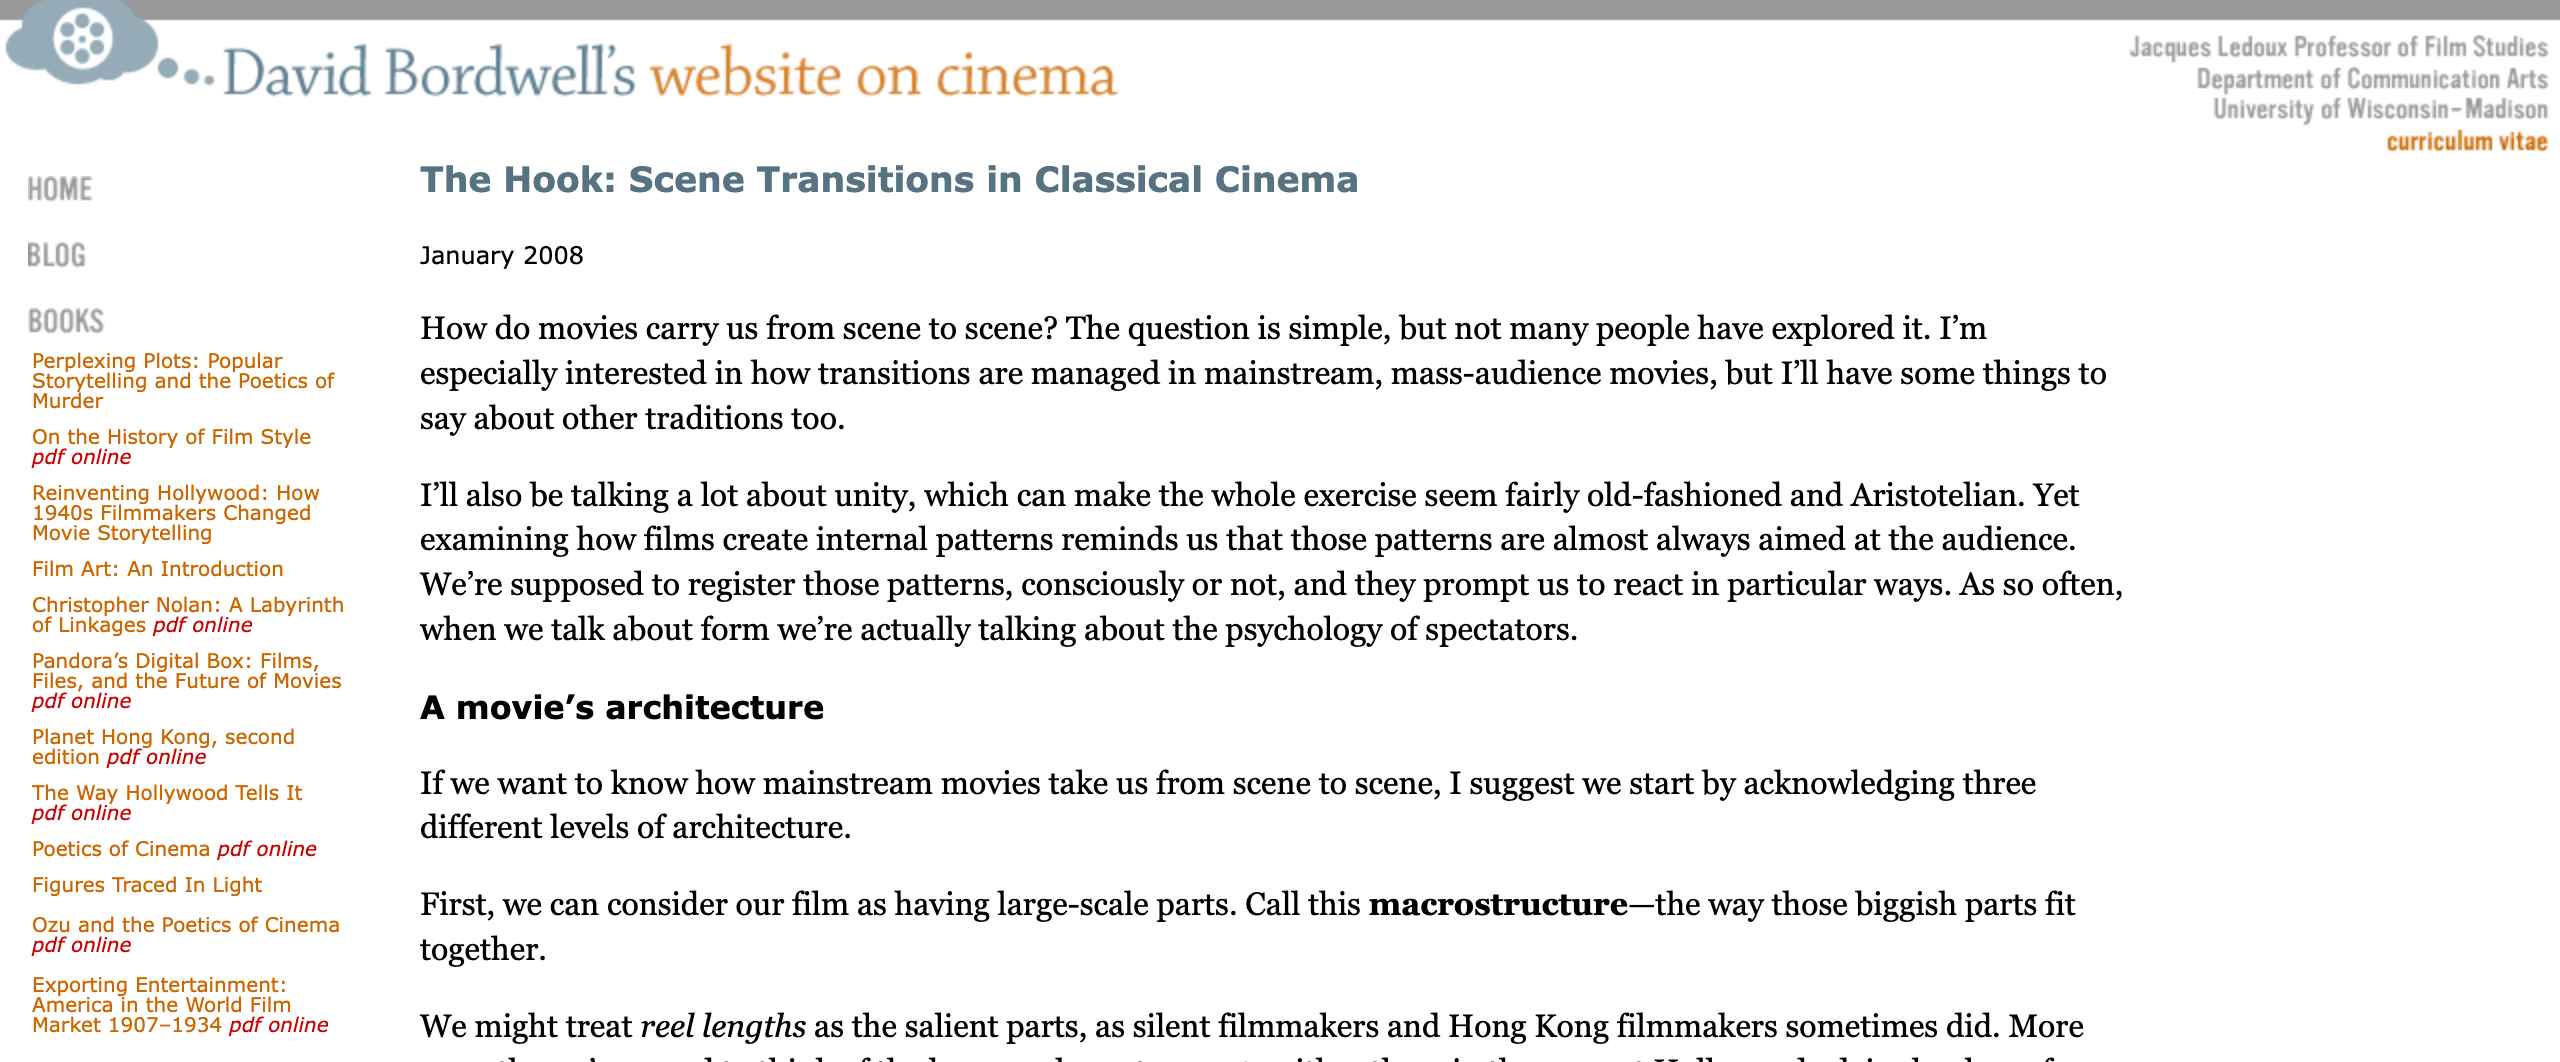 David Bordwell's website on cinema
Jacques Ledoux Professor of Film Studies
Department of Communication Arts
University of Wisconsin–Madison
curriculum vitae
HOME
BLOG
BOOKS
Perplexing Plots: Popular
Storytelling and the Poetics of
Murder
On the History of Film Style
pdf online
Reinventing Hollywood: How
1940s Filmmakers Changed
Movie Storytelling
Film Art: An Introduction
Christopher Nolan: A Labyrinth
of Linkages pdf online
Pandora’s Digital Box: Films,
Files, and the Future of Movies
pdf online
Planet Hong Kong, second
edition pdf online
The Way Hollywood Tells It
pdf online
Poetics of Cinema pdf online
Figures Traced In Light
Ozu and the Poetics of Cinema
pdf online
Exporting Entertainment:
America in the World Film
Market 1907–1934 pdf online
The Hook: Scene Transitions in Classical Cinema
January 2008
How do movies carry us from scene to scene? The question is simple, but not many people have explored it. I’m
especially interested in how transitions are managed in mainstream, mass-audience movies, but I’ll have some things to
say about other traditions too.
I’ll also be talking a lot about unity, which can make the whole exercise seem fairly old-fashioned and Aristotelian. Yet
examining how films create internal patterns reminds us that those patterns are almost always aimed at the audience.
We’re supposed to register those patterns, consciously or not, and they prompt us to react in particular ways. As so often,
when we talk about form we’re actually talking about the psychology of spectators.
A movie’s architecture
If we want to know how mainstream movies take us from scene to scene, I suggest we start by acknowledging three
different levels of architecture.
First, we can consider our film as having large-scale parts. Call this macrostructure—the way those biggish parts fit
together.
We might treat reel lengths as the salient parts, as silent filmmakers and Hong Kong filmmakers sometimes did. More